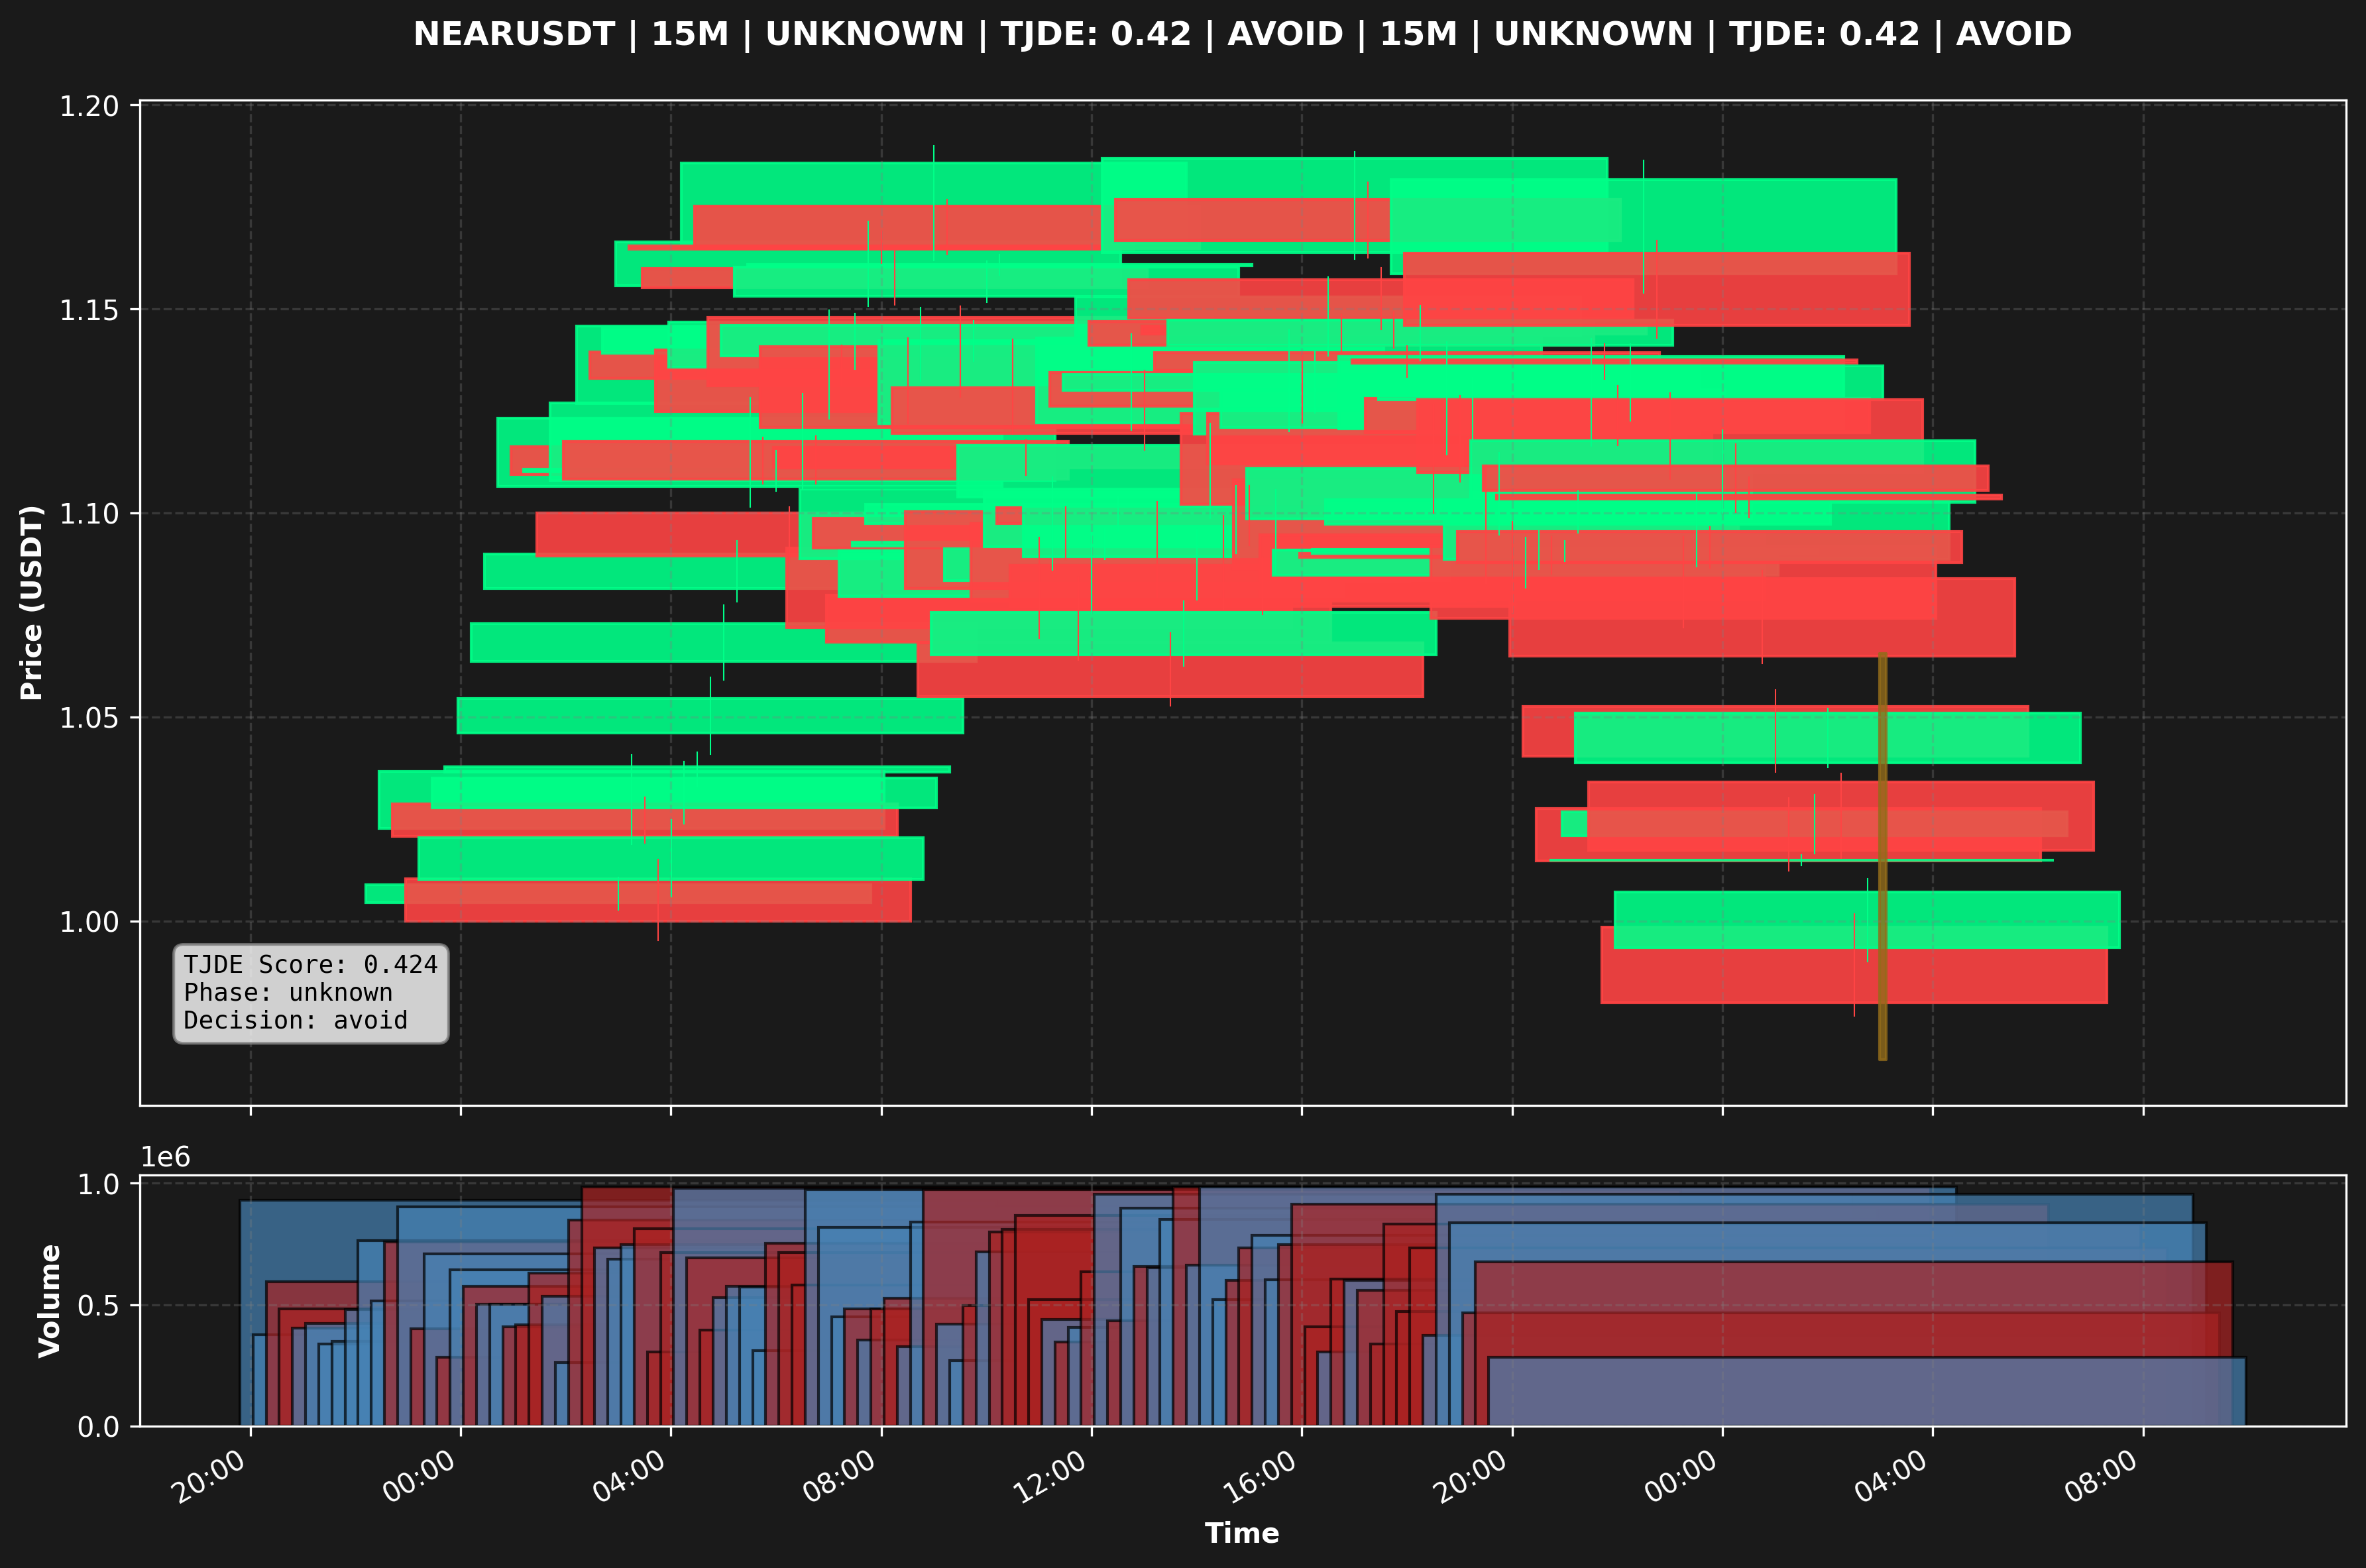 NEARUSDT | 15M | UNKNOWN | TJDE: 0.42 | AVOID | 15M | UNKNOWN | TJDE: 0.42 | AVOID
1.20
1.15
1.10
1.05
1.00
Price (USDT)
TJDE Score: 0.424
Phase: unknown
Decision: avoid
1e6
1.0
0.5
0.0
Volume
20:00 00:00 04:00 08:00 12:00 16:00 20:00 00:00 04:00 08:00
Time